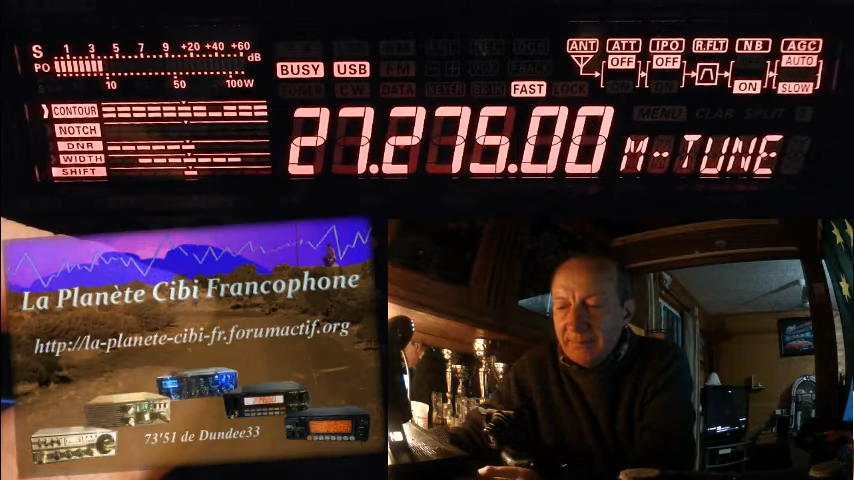 S 1 3 5 7 9 +20 +40 +60 dB
PO 10 50 100W
BUSY USB
FAST
ANT ATT IPO R.FLT NB AGC
OFF OFF AUTO
ON SLOW
CONTOUR
NOTCH
DNR
WIDTH
SHIFT
27.275.00 M-TUNE
La Planète Cibi Francophone
http://la-planete-cibi-fr.forumactif.org
73'51 de Dundee33